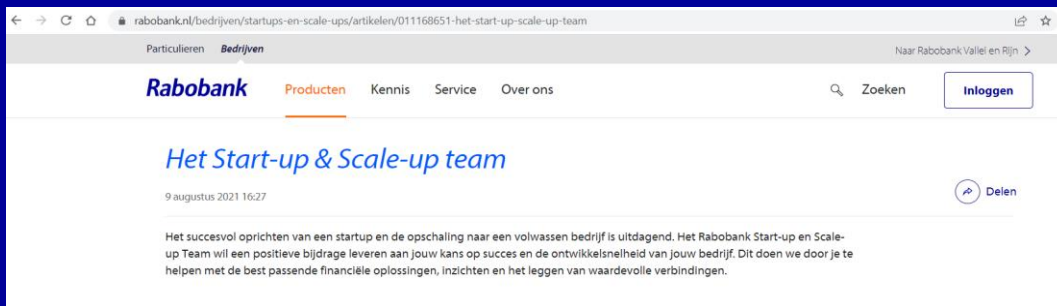 rabobank.nl/bedrijven/startups-en-scale-ups/artikelen/011168651-het-start-up-scale-up-team
Particulieren Bedrijven Naar Rabobank Vallei en Rijn >
Rabobank Producten Kennis Service Over ons Zoeken Inloggen
Het Start-up & Scale-up team
9 augustus 2021 16:27 Delen
Het succesvol oprichten van een startup en de opschaling naar een volwassen bedrijf is uitdagend. Het Rabobank Start-up en Scale-
up Team wil een positieve bijdrage leveren aan jouw kans op succes en de ontwikkelsnelheid van jouw bedrijf. Dit doen we door je te
helpen met de best passende financiële oplossingen, inzichten en het leggen van waardevolle verbindingen.